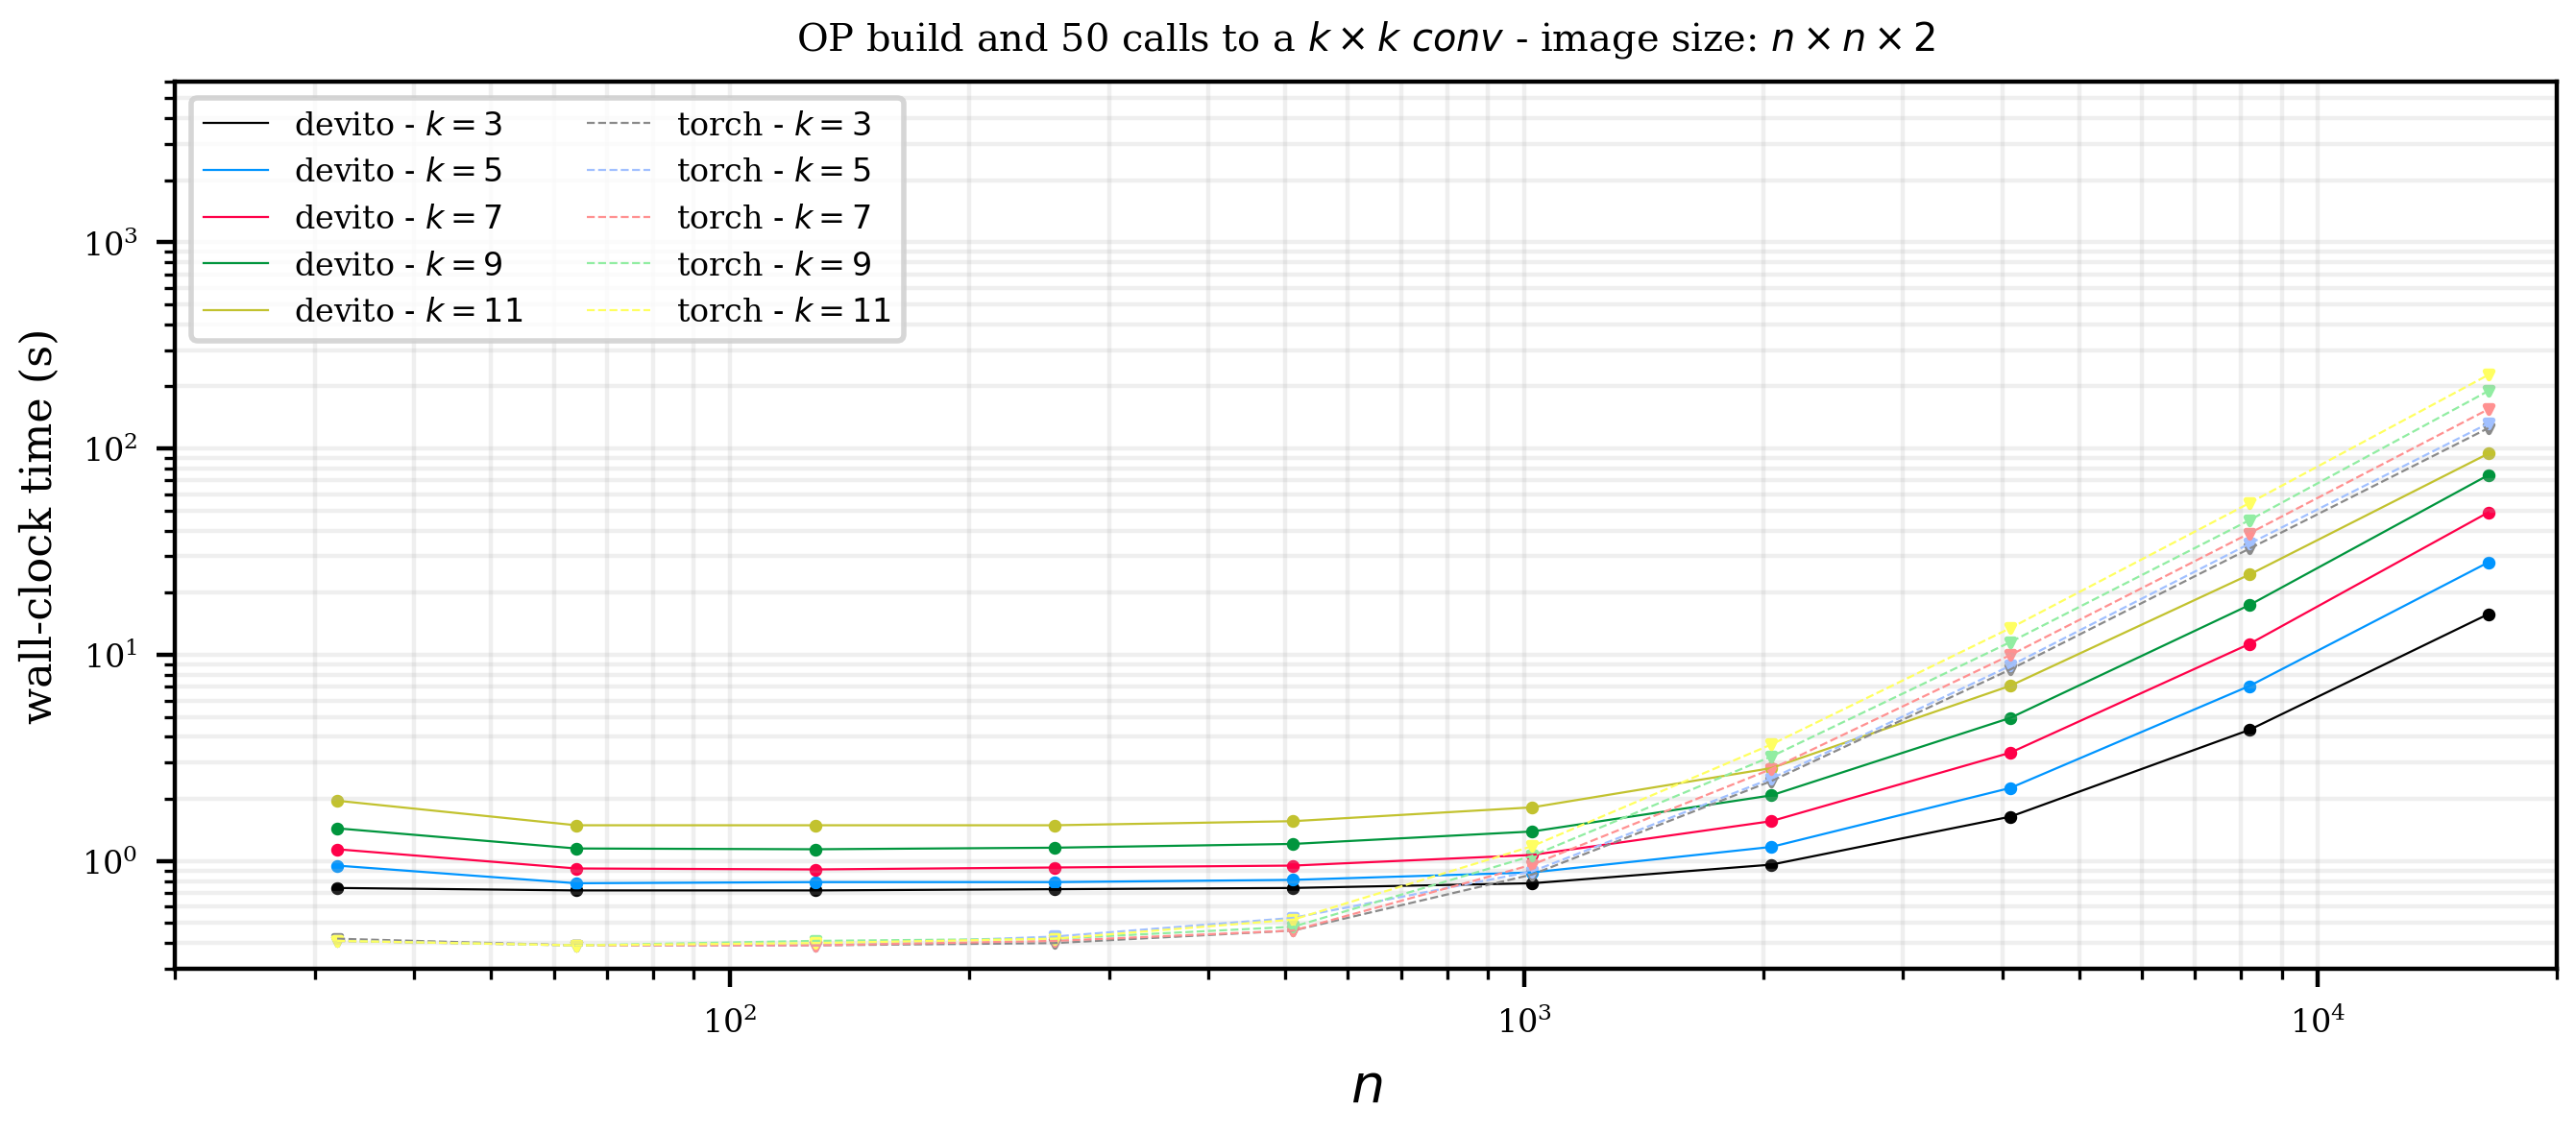 OP build and 50 calls to a k × k conv - image size: n × n × 2
devito - k = 3
devito - k = 5
devito - k = 7
devito - k = 9
devito - k = 11
torch - k = 3
torch - k = 5
torch - k = 7
torch - k = 9
torch - k = 11
wall-clock time (s)
10³
10²
10¹
10⁰
10²
10³
10⁴
n